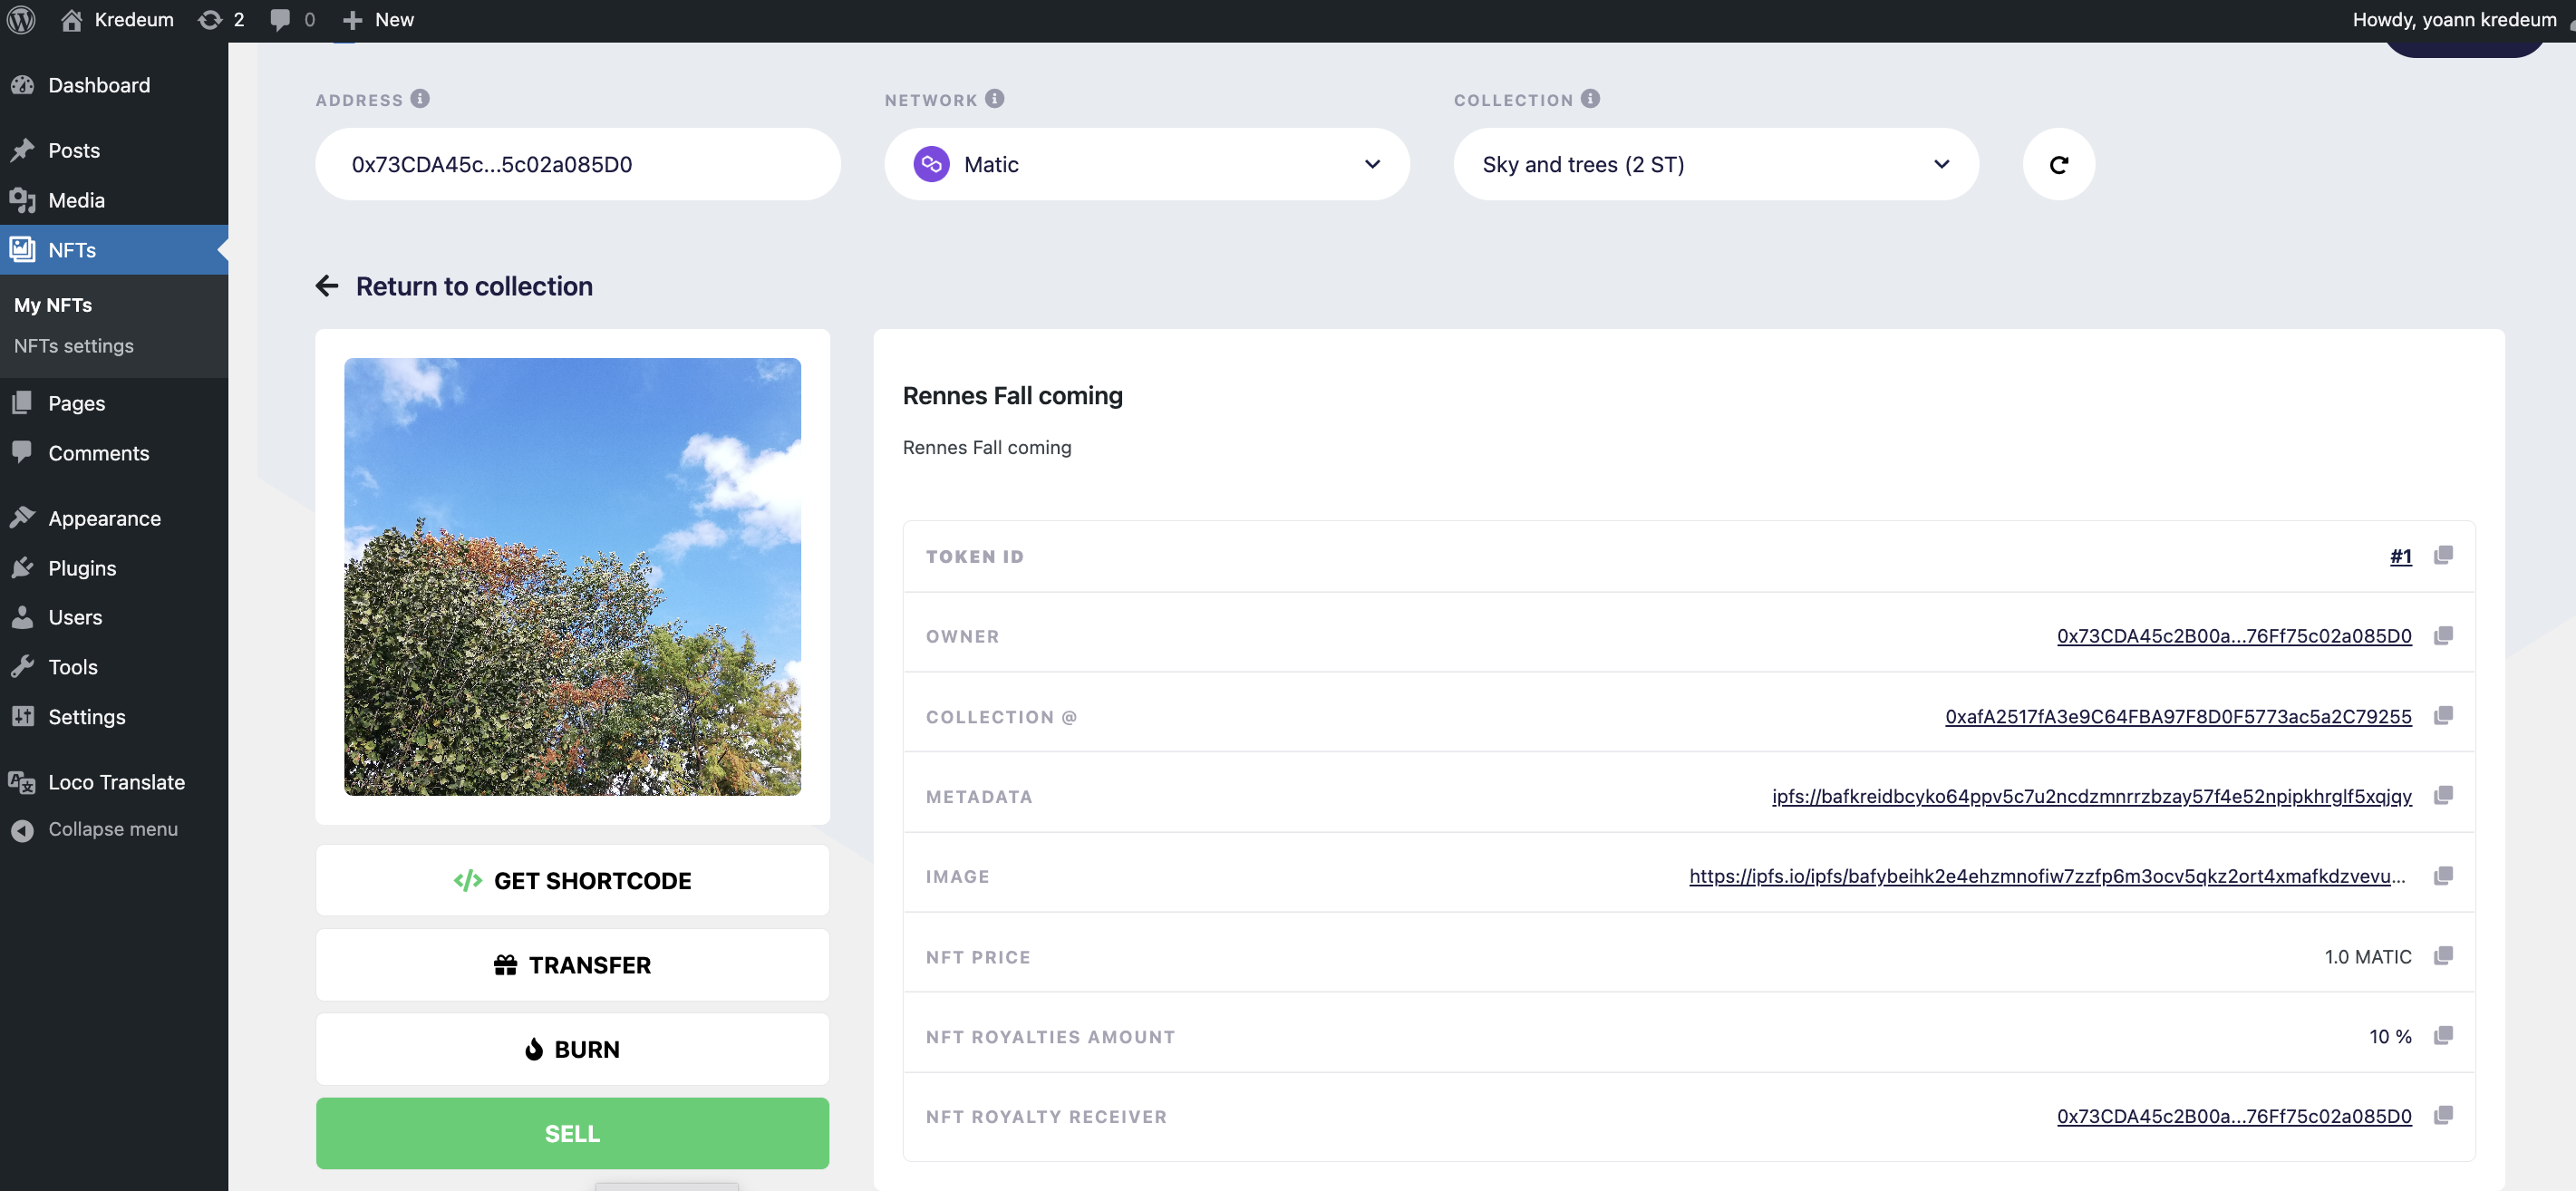 Kredeum 2 0 New Howdy, yoann kredeum
Dashboard
Posts
Media
NFTs
My NFTs
NFTs settings
Pages
Comments
Appearance
Plugins
Users
Tools
Settings
Loco Translate
Collapse menu
ADDRESS NETWORK COLLECTION
0x73CDA45c...5c02a085D0 Matic Sky and trees (2 ST)
Return to collection
GET SHORTCODE
TRANSFER
BURN
SELL
Rennes Fall coming
Rennes Fall coming
TOKEN ID #1
OWNER 0x73CDA45c2B00a...76Ff75c02a085D0
COLLECTION @ 0xafA2517fA3e9C64FBA97F8D0F5773ac5a2C79255
METADATA ipfs://bafkreidbcyko64ppv5c7u2ncdzmnrrzbzay57f4e52npipkhrglf5xqjqy
IMAGE https://ipfs.io/ipfs/bafybeihk2e4ehzmnofiw7zzfp6m3ocv5qkz2ort4xmafkdzvevu...
NFT PRICE 1.0 MATIC
NFT ROYALTIES AMOUNT 10 %
NFT ROYALTY RECEIVER 0x73CDA45c2B00a...76Ff75c02a085D0